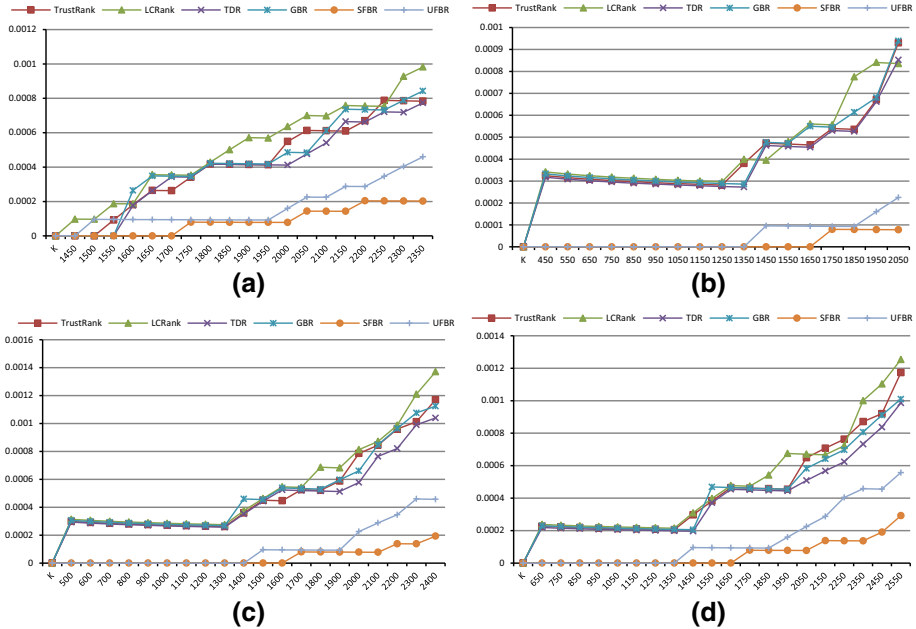 TrustRank LCRank TDR GBR SFBR UFBR
0.0012
0.001
0.0008
0.0006
0.0004
0.0002
0
K 1450 1500 1550 1600 1650 1700 1750 1800 1850 1900 1950 2000 2050 2100 2150 2200 2250 2300 2350
(a)
TrustRank LCRank TDR GBR SFBR UFBR
0.001
0.0009
0.0008
0.0007
0.0006
0.0005
0.0004
0.0003
0.0002
0.0001
0
K 450 550 650 750 850 950 1050 1150 1250 1350 1450 1550 1650 1750 1850 1950 2050
(b)
TrustRank LCRank TDR GBR SFBR UFBR
0.0016
0.0014
0.0012
0.001
0.0008
0.0006
0.0004
0.0002
0
K 500 600 700 800 900 1000 1100 1200 1300 1400 1500 1600 1700 1800 1900 2000 2100 2200 2300 2400
(c)
TrustRank LCRank TDR GBR SFBR UFBR
0.0014
0.0012
0.001
0.0008
0.0006
0.0004
0.0002
0
K 650 750 850 950 1050 1150 1250 1350 1450 1550 1650 1750 1850 1950 2050 2150 2250 2350 2450 2550
(d)